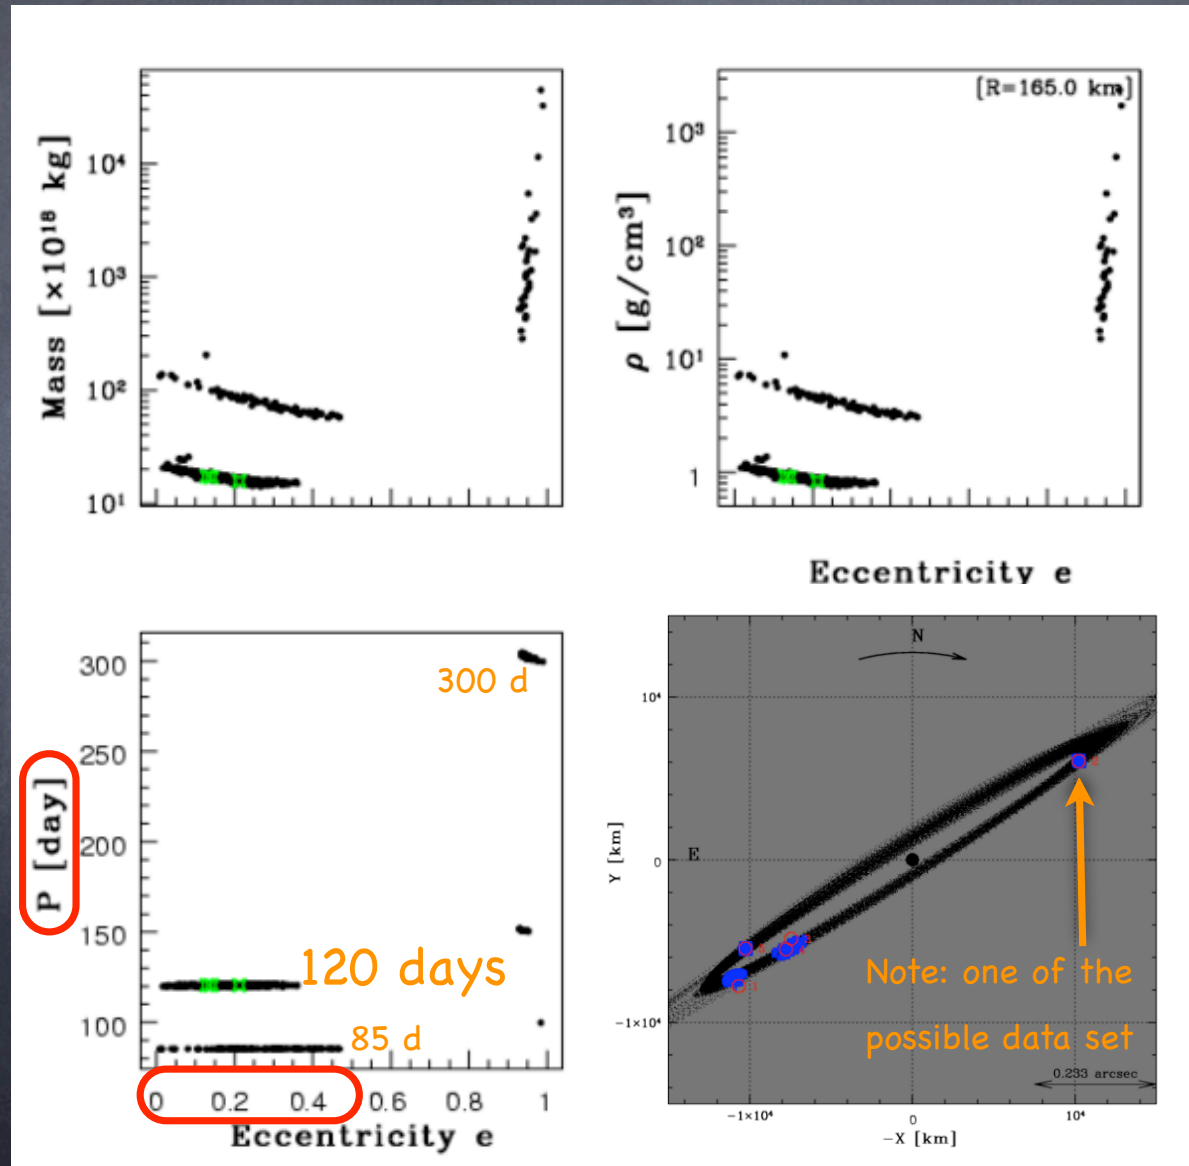 Mass [×10¹⁸ kg]
10⁴
10³
10²
10¹
[R=165.0 km]
ρ [g/cm³]
10³
10²
10¹
1
Eccentricity e
P [day]
300
250
200
150
100
300 d
120 days
85 d
0 0.2 0.4 0.6 0.8 1
Eccentricity e
N
E
Y [km]
10⁴
0
−1×10⁴
2
5
1
Note: one of the
possible data set
0.233 arcsec
−1×10⁴ 0 10⁴
−X [km]